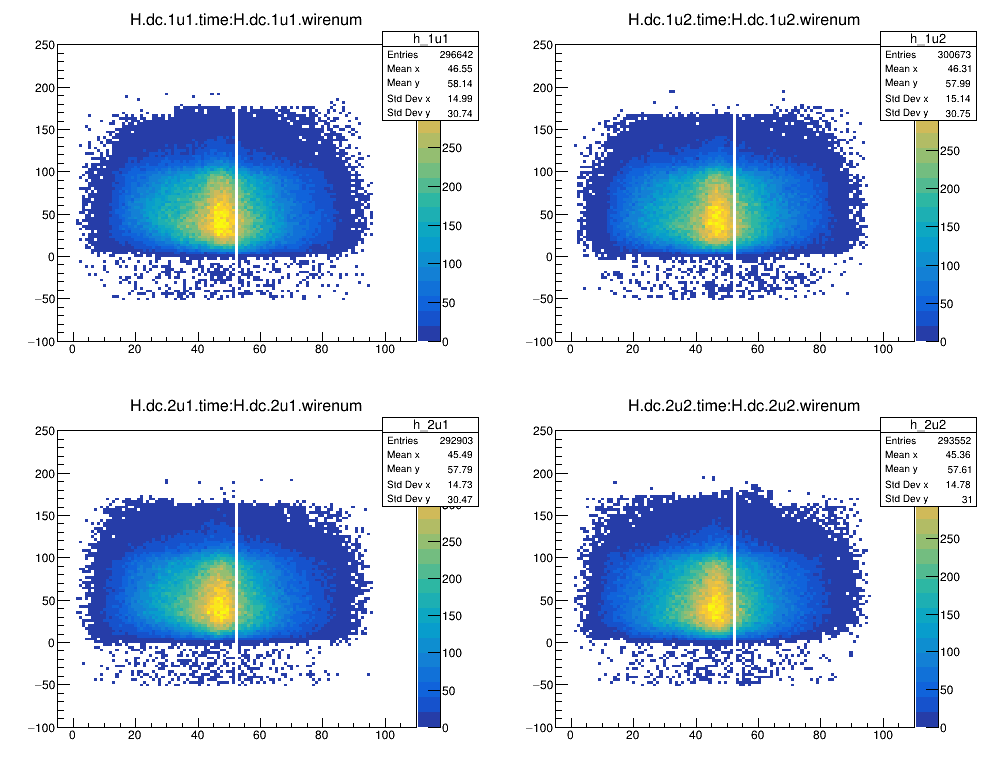 H.dc.1u1.time:H.dc.1u1.wirenum
h_1u1
Entries 296642
Mean x 46.55
Mean y 58.14
Std Dev x 14.99
Std Dev y 30.74
250
200
150
100
50
0
−50
−100
0 20 40 60 80 100
250
200
150
100
50
0
H.dc.1u2.time:H.dc.1u2.wirenum
h_1u2
Entries 300673
Mean x 46.31
Mean y 57.99
Std Dev x 15.14
Std Dev y 30.75
250
200
150
100
50
0
−50
−100
0 20 40 60 80 100
250
200
150
100
50
0
H.dc.2u1.time:H.dc.2u1.wirenum
h_2u1
Entries 292903
Mean x 45.49
Mean y 57.79
Std Dev x 14.73
Std Dev y 30.47
250
200
150
100
50
0
−50
−100
0 20 40 60 80 100
250
200
150
100
50
0
H.dc.2u2.time:H.dc.2u2.wirenum
h_2u2
Entries 293552
Mean x 45.36
Mean y 57.61
Std Dev x 14.78
Std Dev y 31
250
200
150
100
50
0
−50
−100
0 20 40 60 80 100
250
200
150
100
50
0